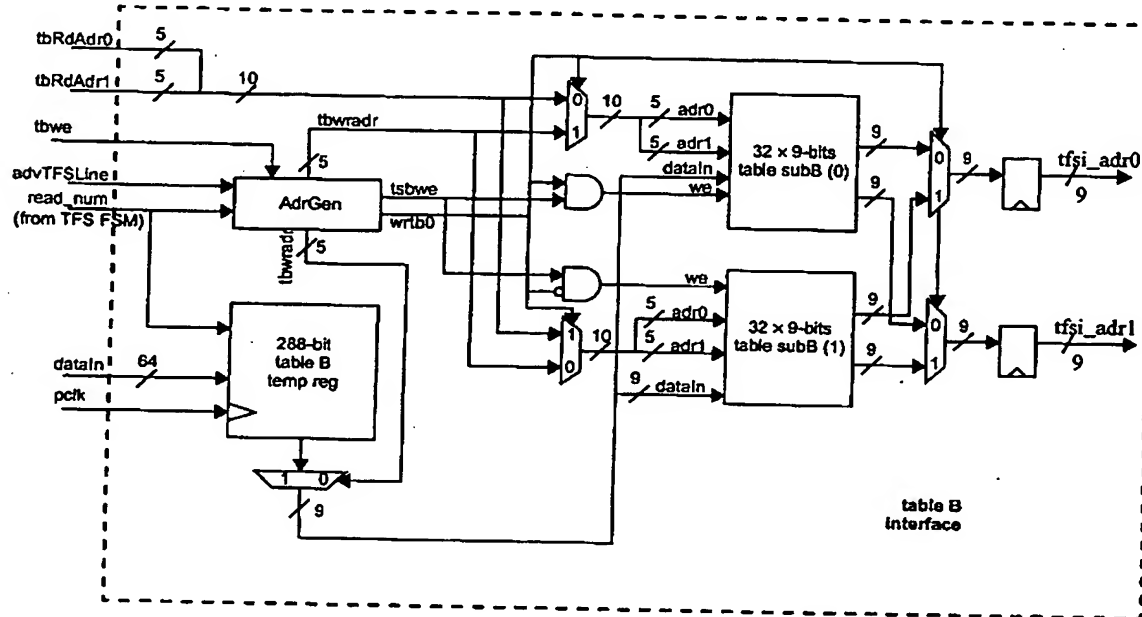 tbRdAdr0
5
tbRdAdr1
5
10
tbwe
tbwradr
5
advTFSLine
read_num
(from TFS FSM)
AdrGen
tsbwe
wrtb0
tbwradr
5
0
1
10
5
adr0
5
adr1
dataIn
we
32 × 9-bits
table subB (0)
9
9
0
1
9
tfsi_adr0
9
we
5
adr0
5
adr1
9
dataIn
1
0
10
32 × 9-bits
table subB (1)
9
9
0
1
9
tfsi_adr1
9
288-bit
table B
temp reg
dataIn
64
pclk
1 0
9
table B
interface